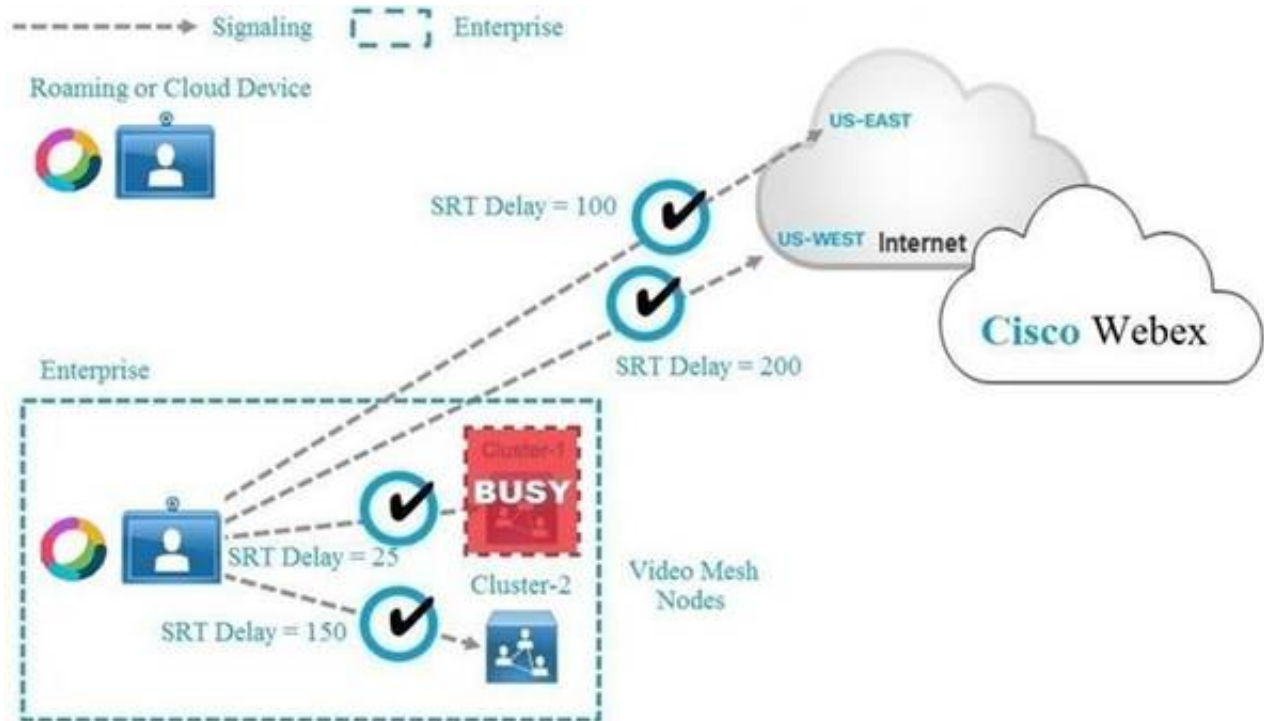 Signaling
Enterprise
Roaming or Cloud Device
US-EAST
SRT Delay = 100
US-WEST Internet
Cisco Webex
SRT Delay = 200
Enterprise
Cluster-1
BUSY
SRT Delay = 25
Cluster-2
Video Mesh
Nodes
SRT Delay = 150